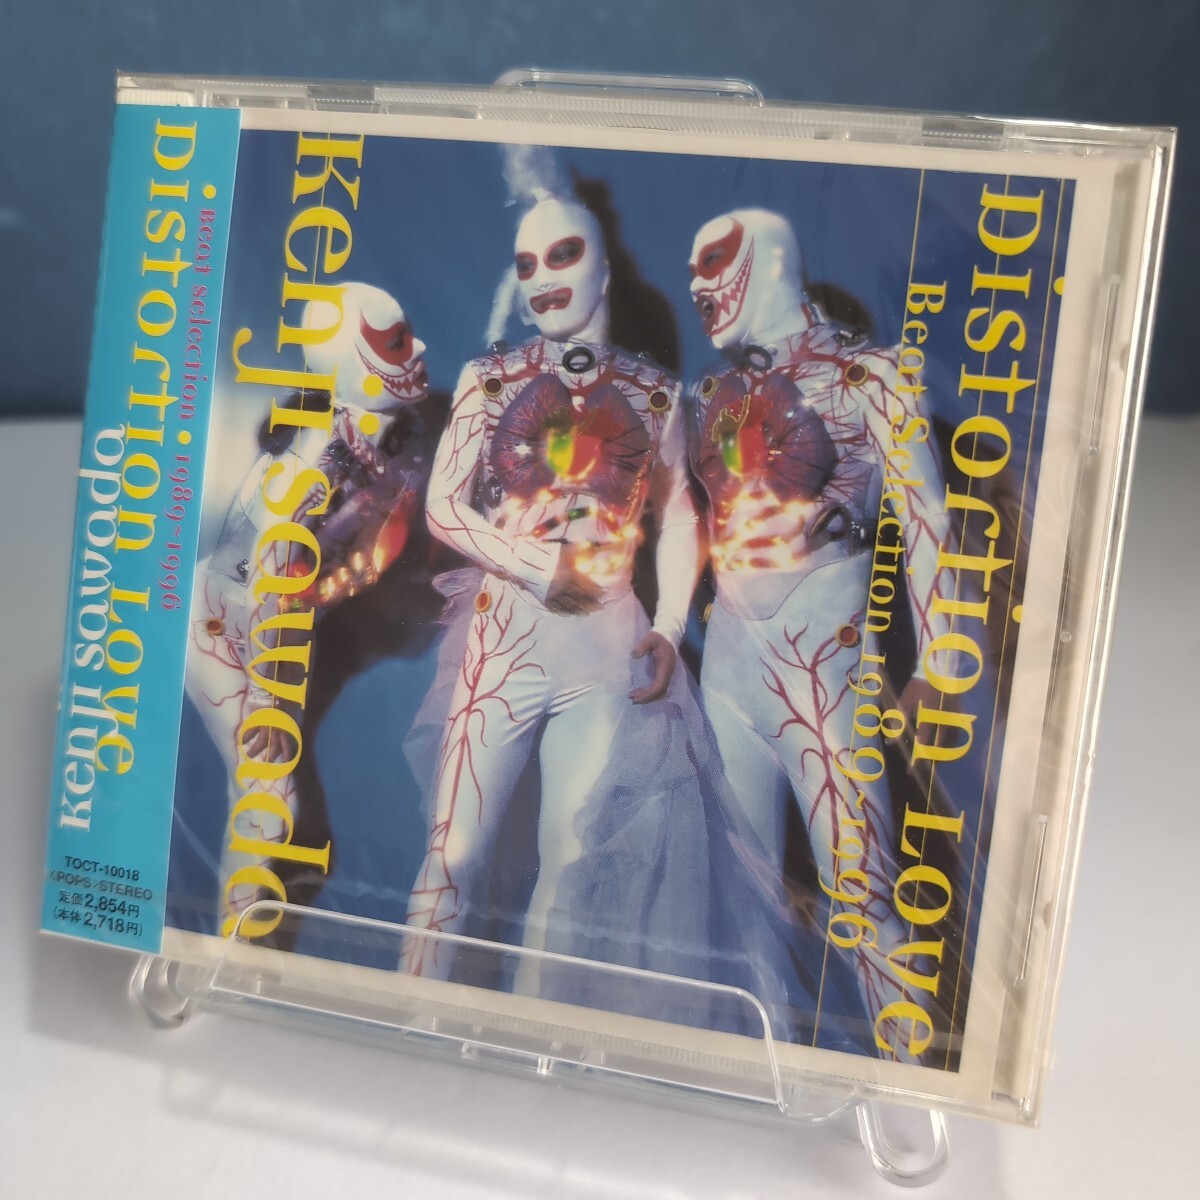 Distortion Love
• Beat selection • 1989~1996
Kenji Sawada
TOCT-10018
〈POPS〉STEREO
定価2,854円
(本体2,718円)
Kenji Sawada
Distortion Love
Beat Selection 1989~1996